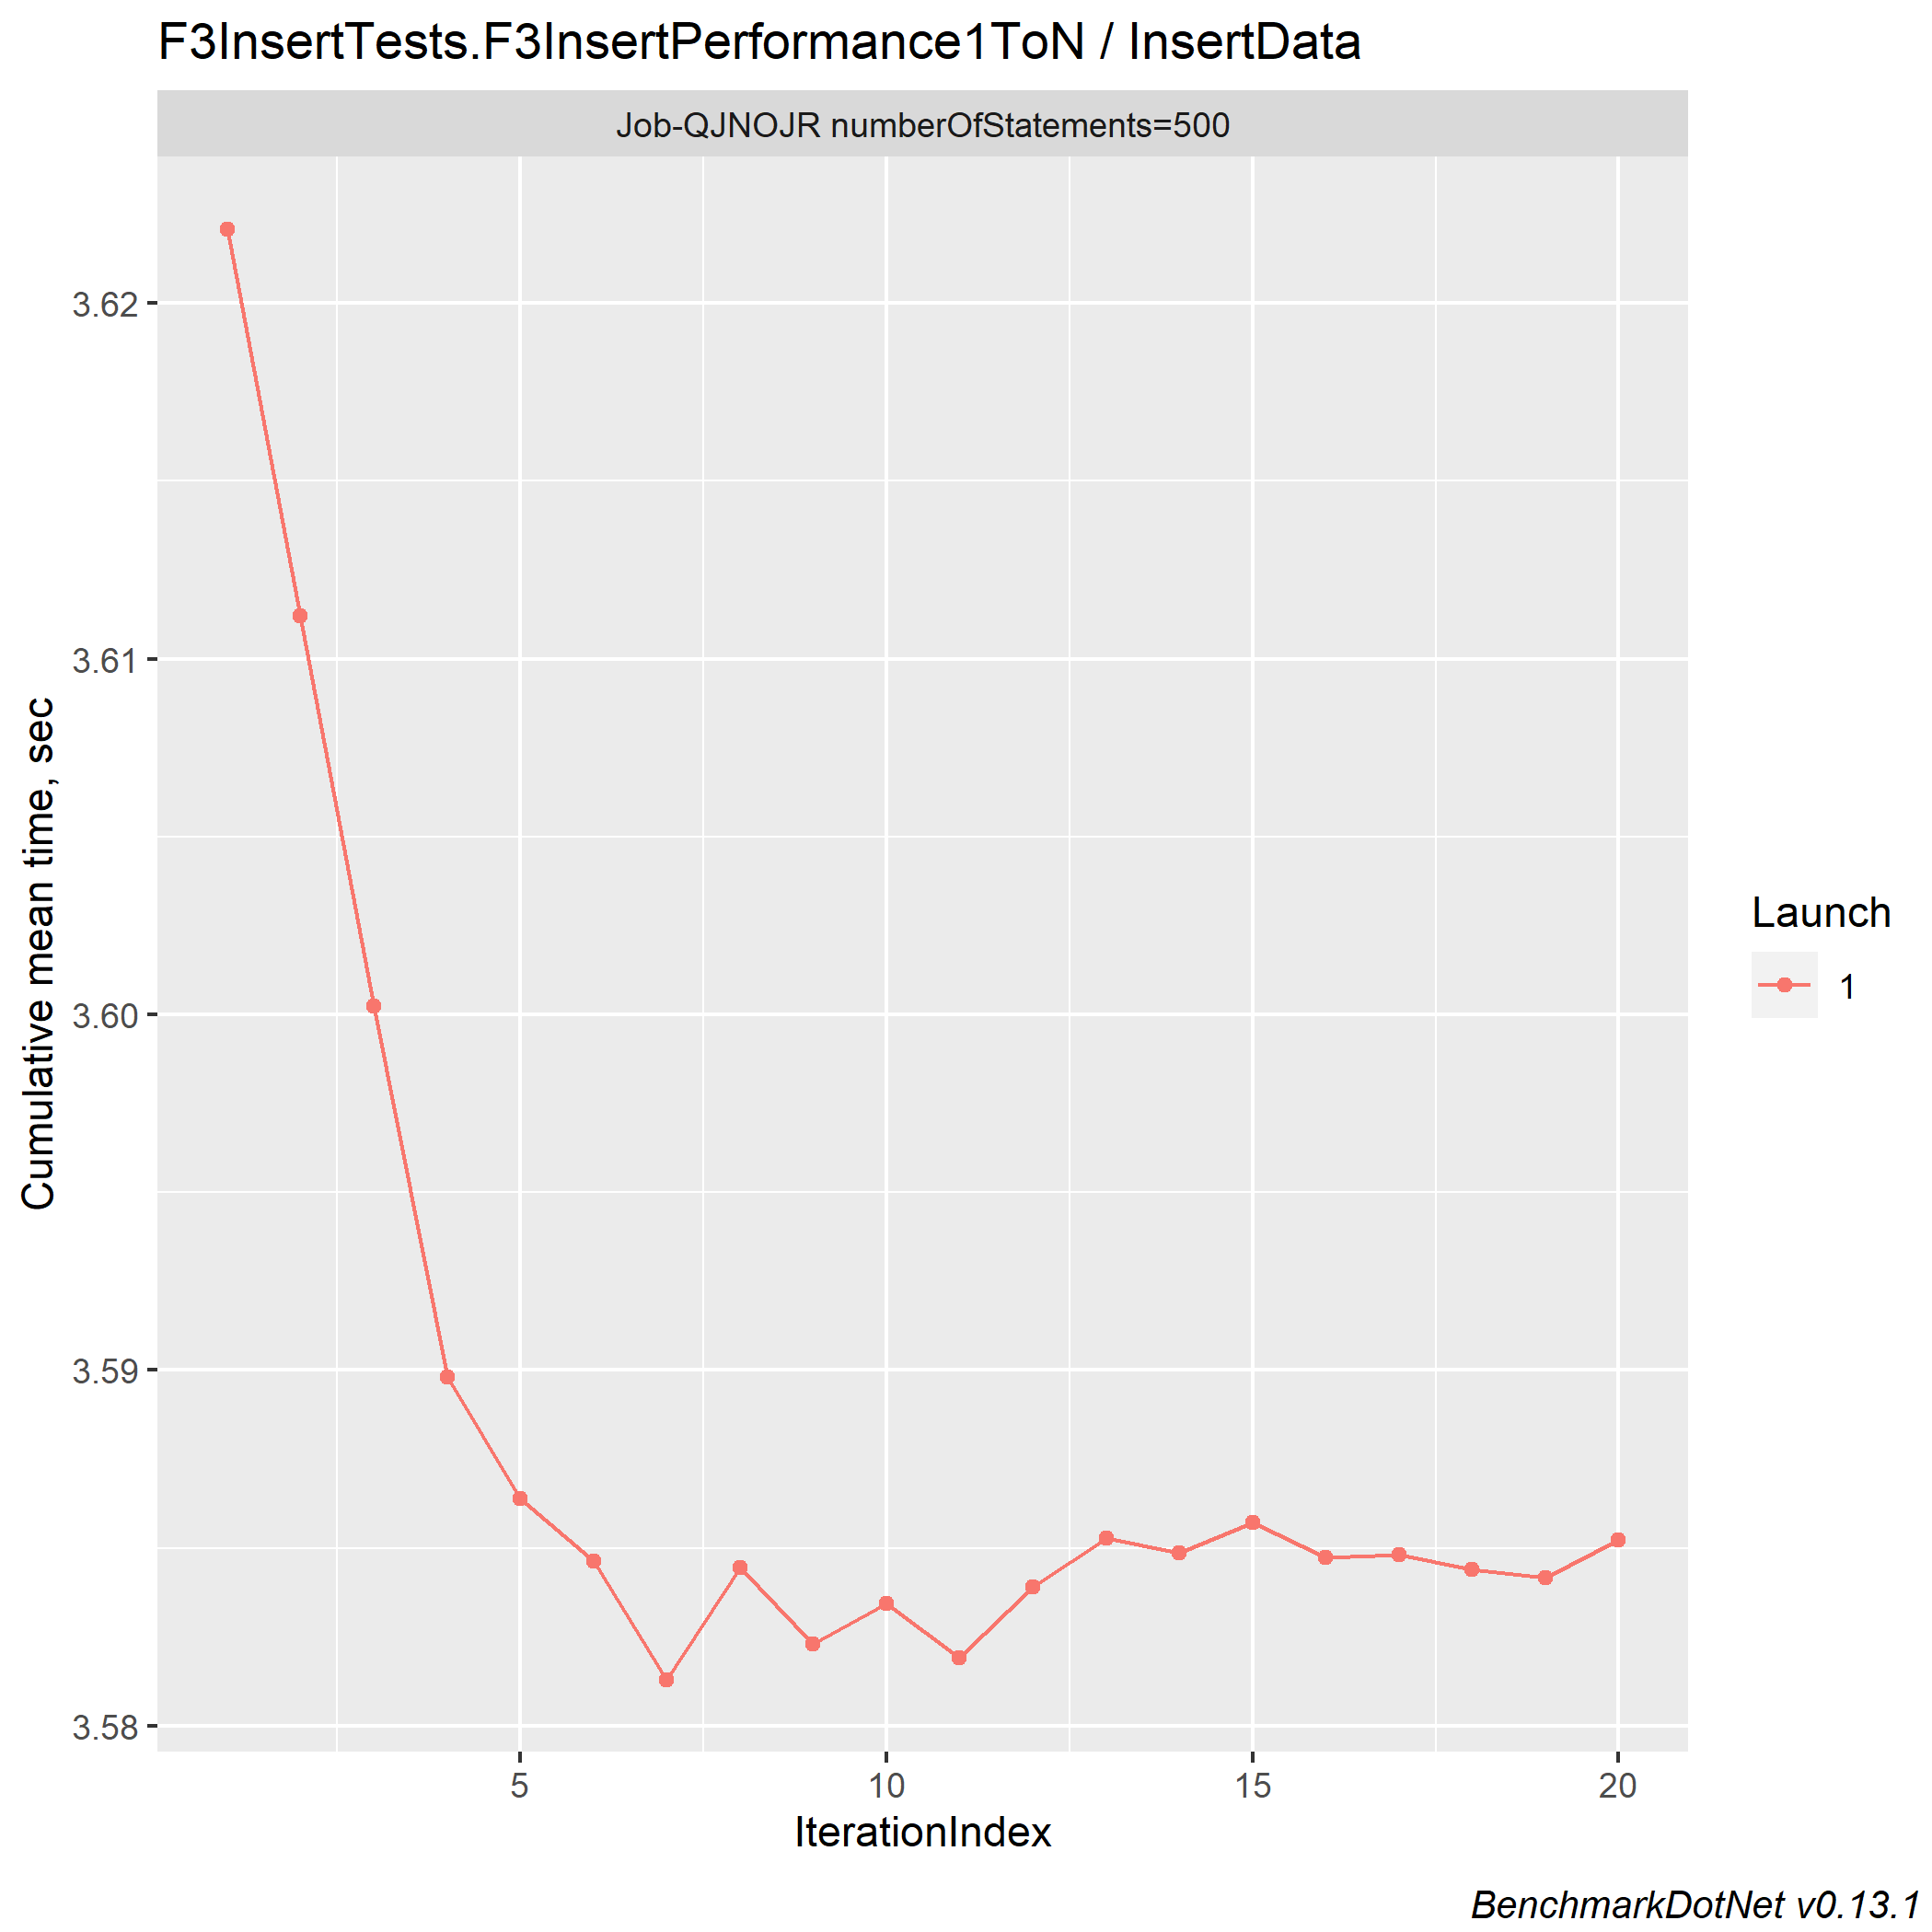 F3InsertTests.F3InsertPerformance1ToN / InsertData
Job-QJNOJR numberOfStatements=500
3.62
3.61
3.60
3.59
3.58
Cumulative mean time, sec
5
10
15
20
IterationIndex
Launch
1
BenchmarkDotNet v0.13.1